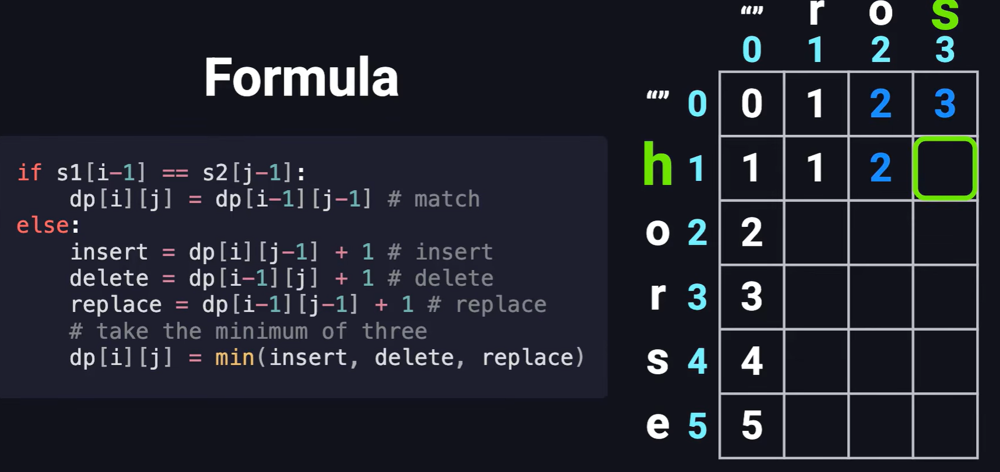 Formula
if s1[i-1] == s2[j-1]:
dp[i][j] = dp[i-1][j-1] # match
else:
insert = dp[i][j-1] + 1 # insert
delete = dp[i-1][j] + 1 # delete
replace = dp[i-1][j-1] + 1 # replace
# take the minimum of three
dp[i][j] = min(insert, delete, replace)
“” r o s
0 1 2 3
“” 0 0 1 2 3
h 1 1 1 2
o 2 2
r 3 3
s 4 4
e 5 5